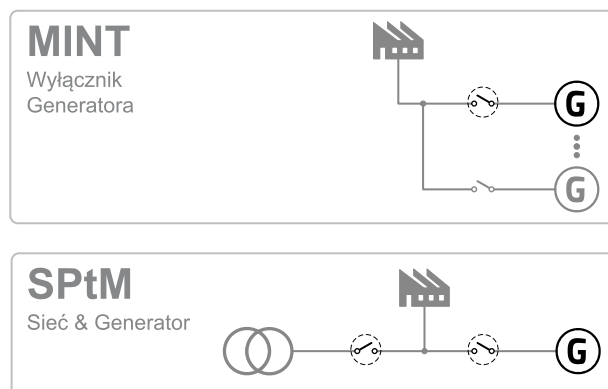 MINT
Wyłącznik
Generatora
G
G
SPtM
Sieć & Generator
G